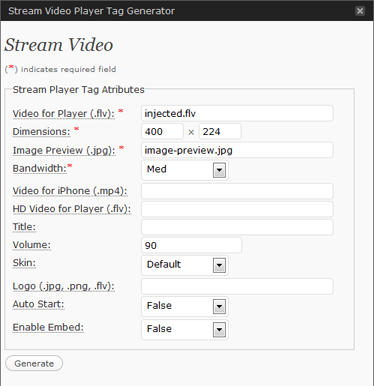 Stream Video Player Tag Generator
Stream Video
(*) indicates required field
Stream Player Tag Atributes
Video for Player (.flv): * injected.flv
Dimensions: * 400 × 224
Image Preview (.jpg): * image-preview.jpg
Bandwidth:* Med
Video for iPhone (.mp4):
HD Video for Player (.flv):
Title:
Volume: 90
Skin: Default
Logo (.jpg, .png, .flv):
Auto Start: False
Enable Embed: False
Generate